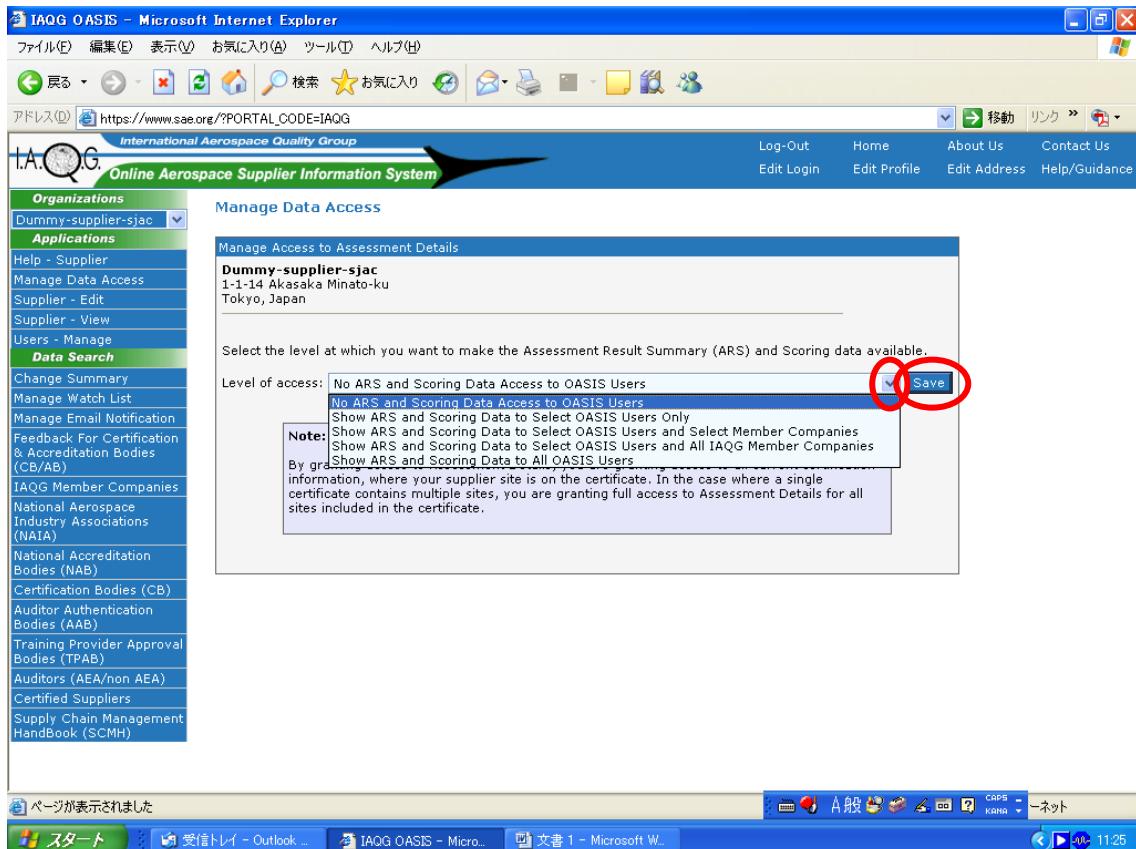 IAQG OASIS - Microsoft Internet Explorer
ファイル(F) 編集(E) 表示(V) お気に入り(A) ツール(T) ヘルプ(H)
戻る 検索 お気に入り
アドレス(D) https://www.sae.org/?PORTAL_CODE=IAQG 移動 リンク »
International Aerospace Quality Group
I.A.Q.G.
Online Aerospace Supplier Information System
Log-Out Home About Us Contact Us
Edit Login Edit Profile Edit Address Help/Guidance
Organizations
Dummy-supplier-sjac
Applications
Help - Supplier
Manage Data Access
Supplier - Edit
Supplier - View
Users - Manage
Data Search
Change Summary
Manage Watch List
Manage Email Notification
Feedback For Certification
& Accreditation Bodies
(CB/AB)
IAQG Member Companies
National Aerospace
Industry Associations
(NAIA)
National Accreditation
Bodies (NAB)
Certification Bodies (CB)
Auditor Authentication
Bodies (AAB)
Training Provider Approval
Bodies (TPAB)
Auditors (AEA/non AEA)
Certified Suppliers
Supply Chain Management
HandBook (SCMH)
Manage Data Access
Manage Access to Assessment Details
Dummy-supplier-sjac
1-1-14 Akasaka Minato-ku
Tokyo, Japan
Select the level at which you want to make the Assessment Result Summary (ARS) and Scoring data available.
Level of access: No ARS and Scoring Data Access to OASIS Users Save
No ARS and Scoring Data Access to OASIS Users
Show ARS and Scoring Data to Select OASIS Users Only
Show ARS and Scoring Data to Select OASIS Users and Select Member Companies
Show ARS and Scoring Data to Select OASIS Users and All IAQG Member Companies
Show ARS and Scoring Data to All OASIS Users
Note:
By
information, where your supplier site is on the certificate. In the case where a single
certificate contains multiple sites, you are granting full access to Assessment Details for all
sites included in the certificate.
ページが表示されました
A 般 CAPS KANA ーネット
スタート 受信トレイ - Outlook ... IAQG OASIS - Micro... 文書 1 - Microsoft W... 11:25